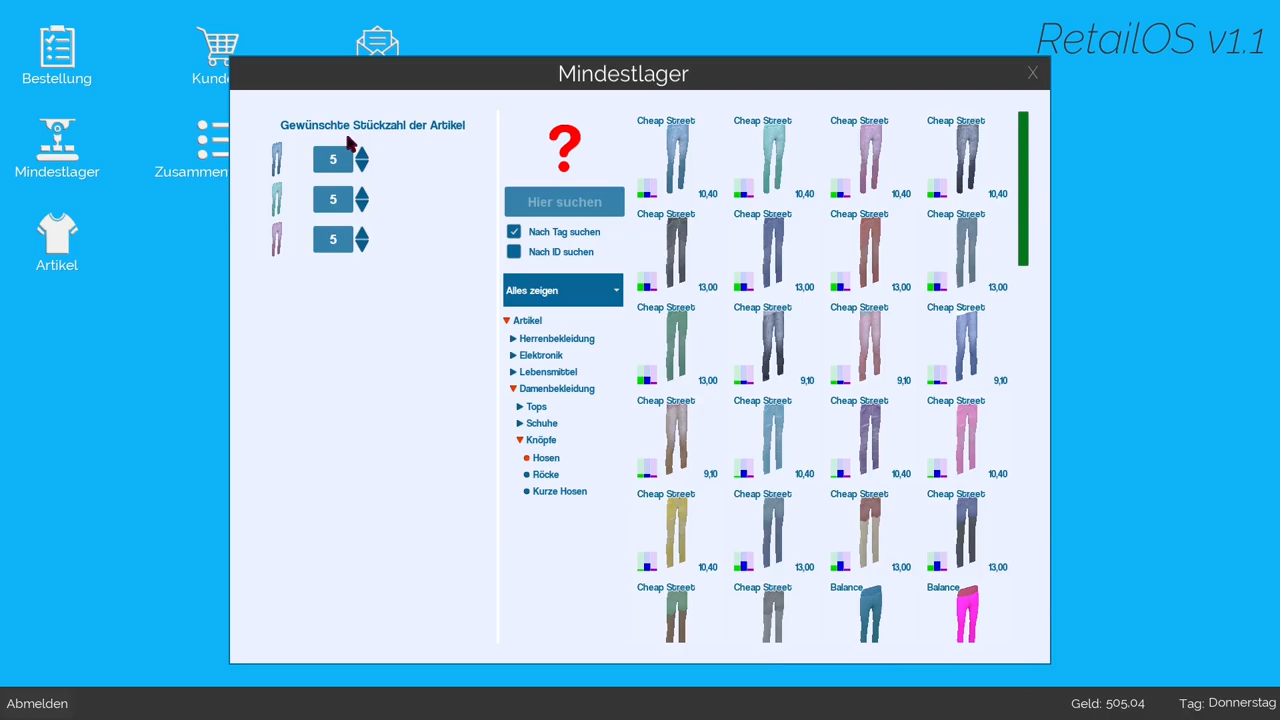 RetailOS v1.1
Bestellung
Kund
Mindestlager
X
Mindestlager
Zusammen
Artikel
Gewünschte Stückzahl der Artikel
5
5
5
?
Hier suchen
Nach Tag suchen
Nach ID suchen
Alles zeigen
Artikel
Herrenbekleidung
Elektronik
Lebensmittel
Damenbekleidung
Tops
Schuhe
Knöpfe
Hosen
Röcke
Kurze Hosen
Cheap Street Cheap Street Cheap Street Cheap Street
10,40 10,40 10,40 10,40
Cheap Street Cheap Street Cheap Street Cheap Street
13,00 13,00 13,00 13,00
Cheap Street Cheap Street Cheap Street Cheap Street
13,00 9,10 9,10 9,10
Cheap Street Cheap Street Cheap Street Cheap Street
9,10 10,40 10,40 10,40
Cheap Street Cheap Street Cheap Street Cheap Street
10,40 10,40 13,00 13,00
Cheap Street Cheap Street Balance Balance
Abmelden
Geld: 505.04
Tag: Donnerstag